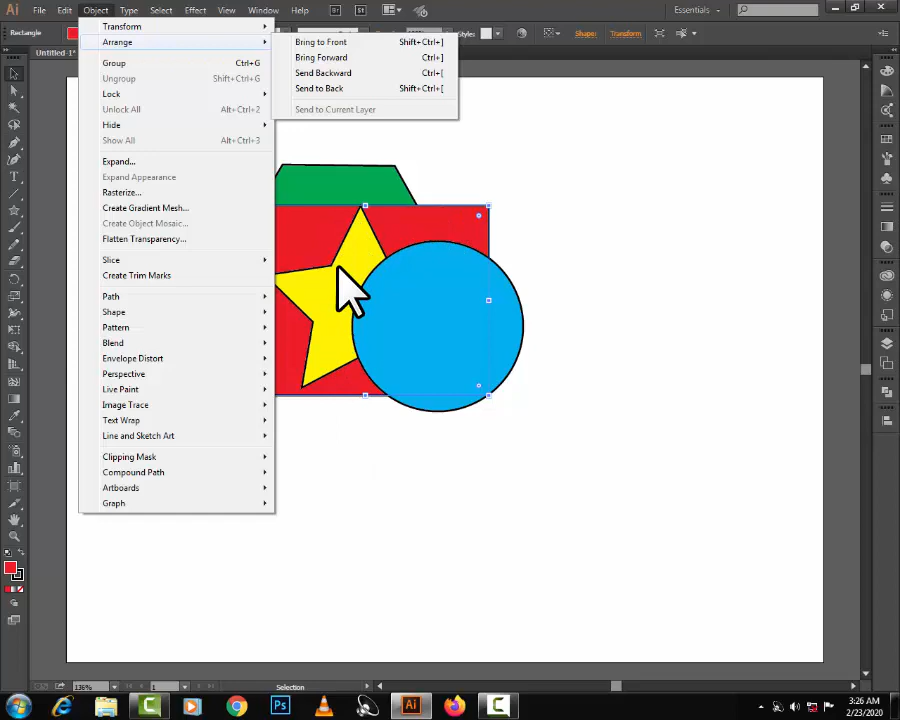 Ai File Edit Object Type Select Effect View Window Help Br St Essentials
Rectangle Styles Shape: Transform
Untitled-1*
Transform
Arrange
Group Ctrl+G
Ungroup Shift+Ctrl+G
Lock
Unlock All Alt+Ctrl+2
Hide
Show All Alt+Ctrl+3
Expand...
Expand Appearance
Rasterize...
Create Gradient Mesh...
Create Object Mosaic...
Flatten Transparency...
Slice
Create Trim Marks
Path
Shape
Pattern
Blend
Envelope Distort
Perspective
Live Paint
Image Trace
Text Wrap
Line and Sketch Art
Clipping Mask
Compound Path
Artboards
Graph
Bring to Front Shift+Ctrl+]
Bring Forward Ctrl+]
Send Backward Ctrl+[
Send to Back Shift+Ctrl+[
Send to Current Layer
136% 1 Selection
Ps Ai
3:26 AM
2/23/2020